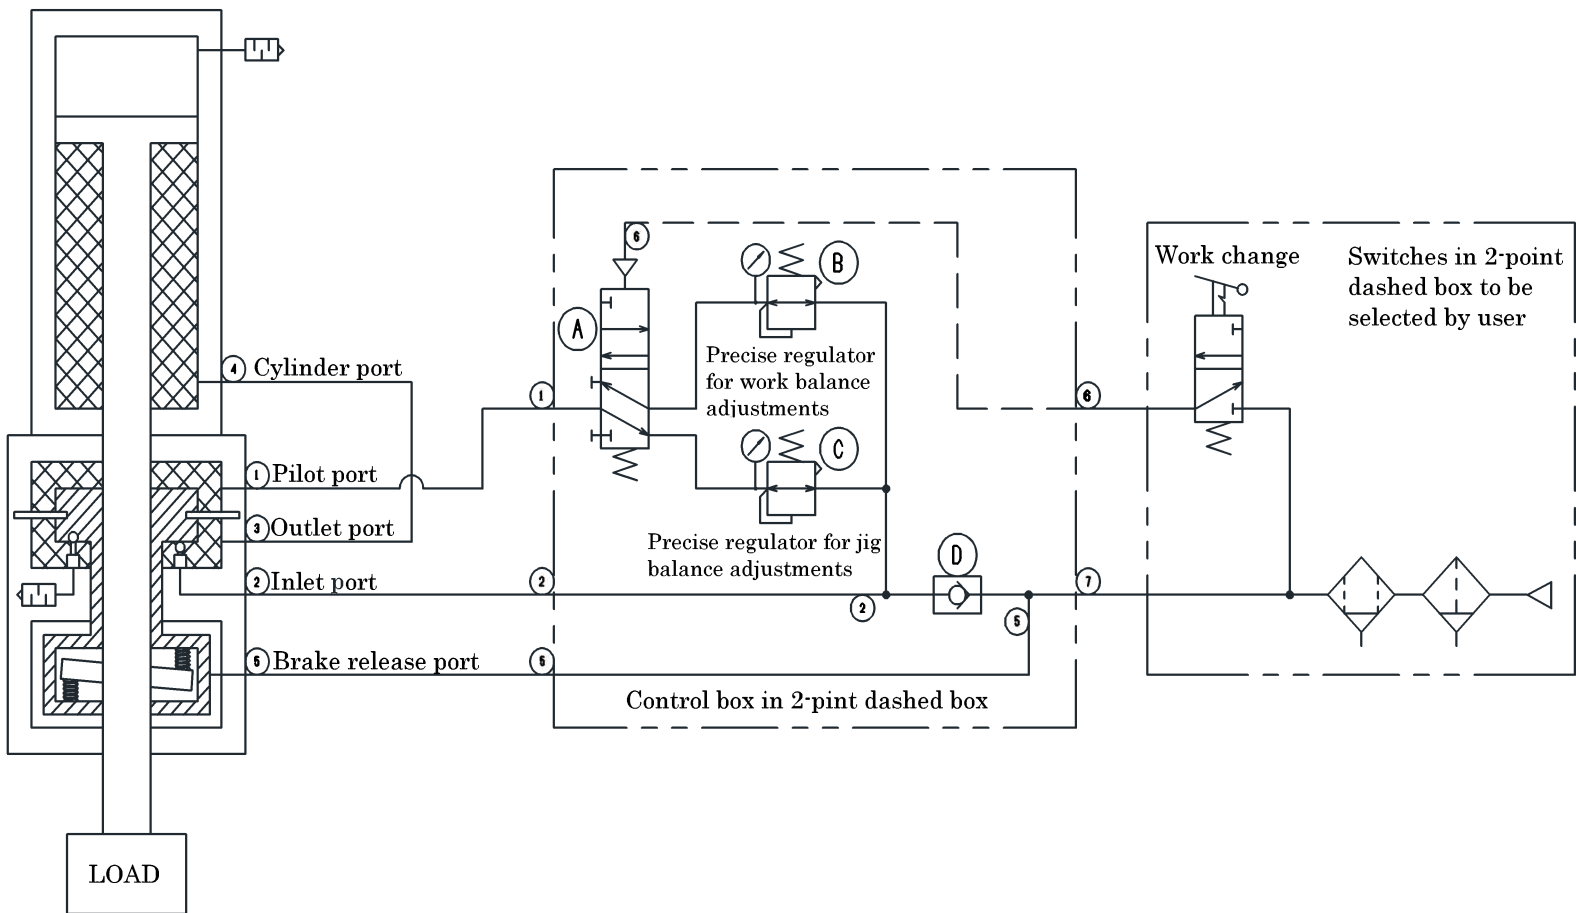 6
B
Work change
Switches in 2-point
dashed box to be
selected by user
A
Precise regulator
for work balance
adjustments
4 Cylinder port
1
6
C
1 Pilot port
3 Outlet port
Precise regulator for jig
balance adjustments
D
2 Inlet port
2
2
7
5
5 Brake release port
5
Control box in 2-pint dashed box
LOAD